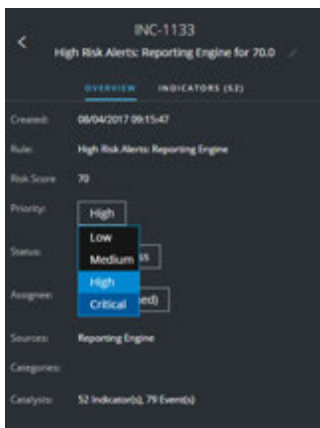 INC-1133
High Risk Alerts: Reporting Engine for 70.0
OVERVIEW INDICATORS (52)
Created: 08/04/2017 09:15:47
Rule: High Risk Alerts: Reporting Engine
Risk Score 70
Priority: High
Low
Status: Medium ss
High
Assignee: Critical ed)
Sources: Reporting Engine
Categories:
Catalysts: 52 Indicator(s), 79 Event(s)